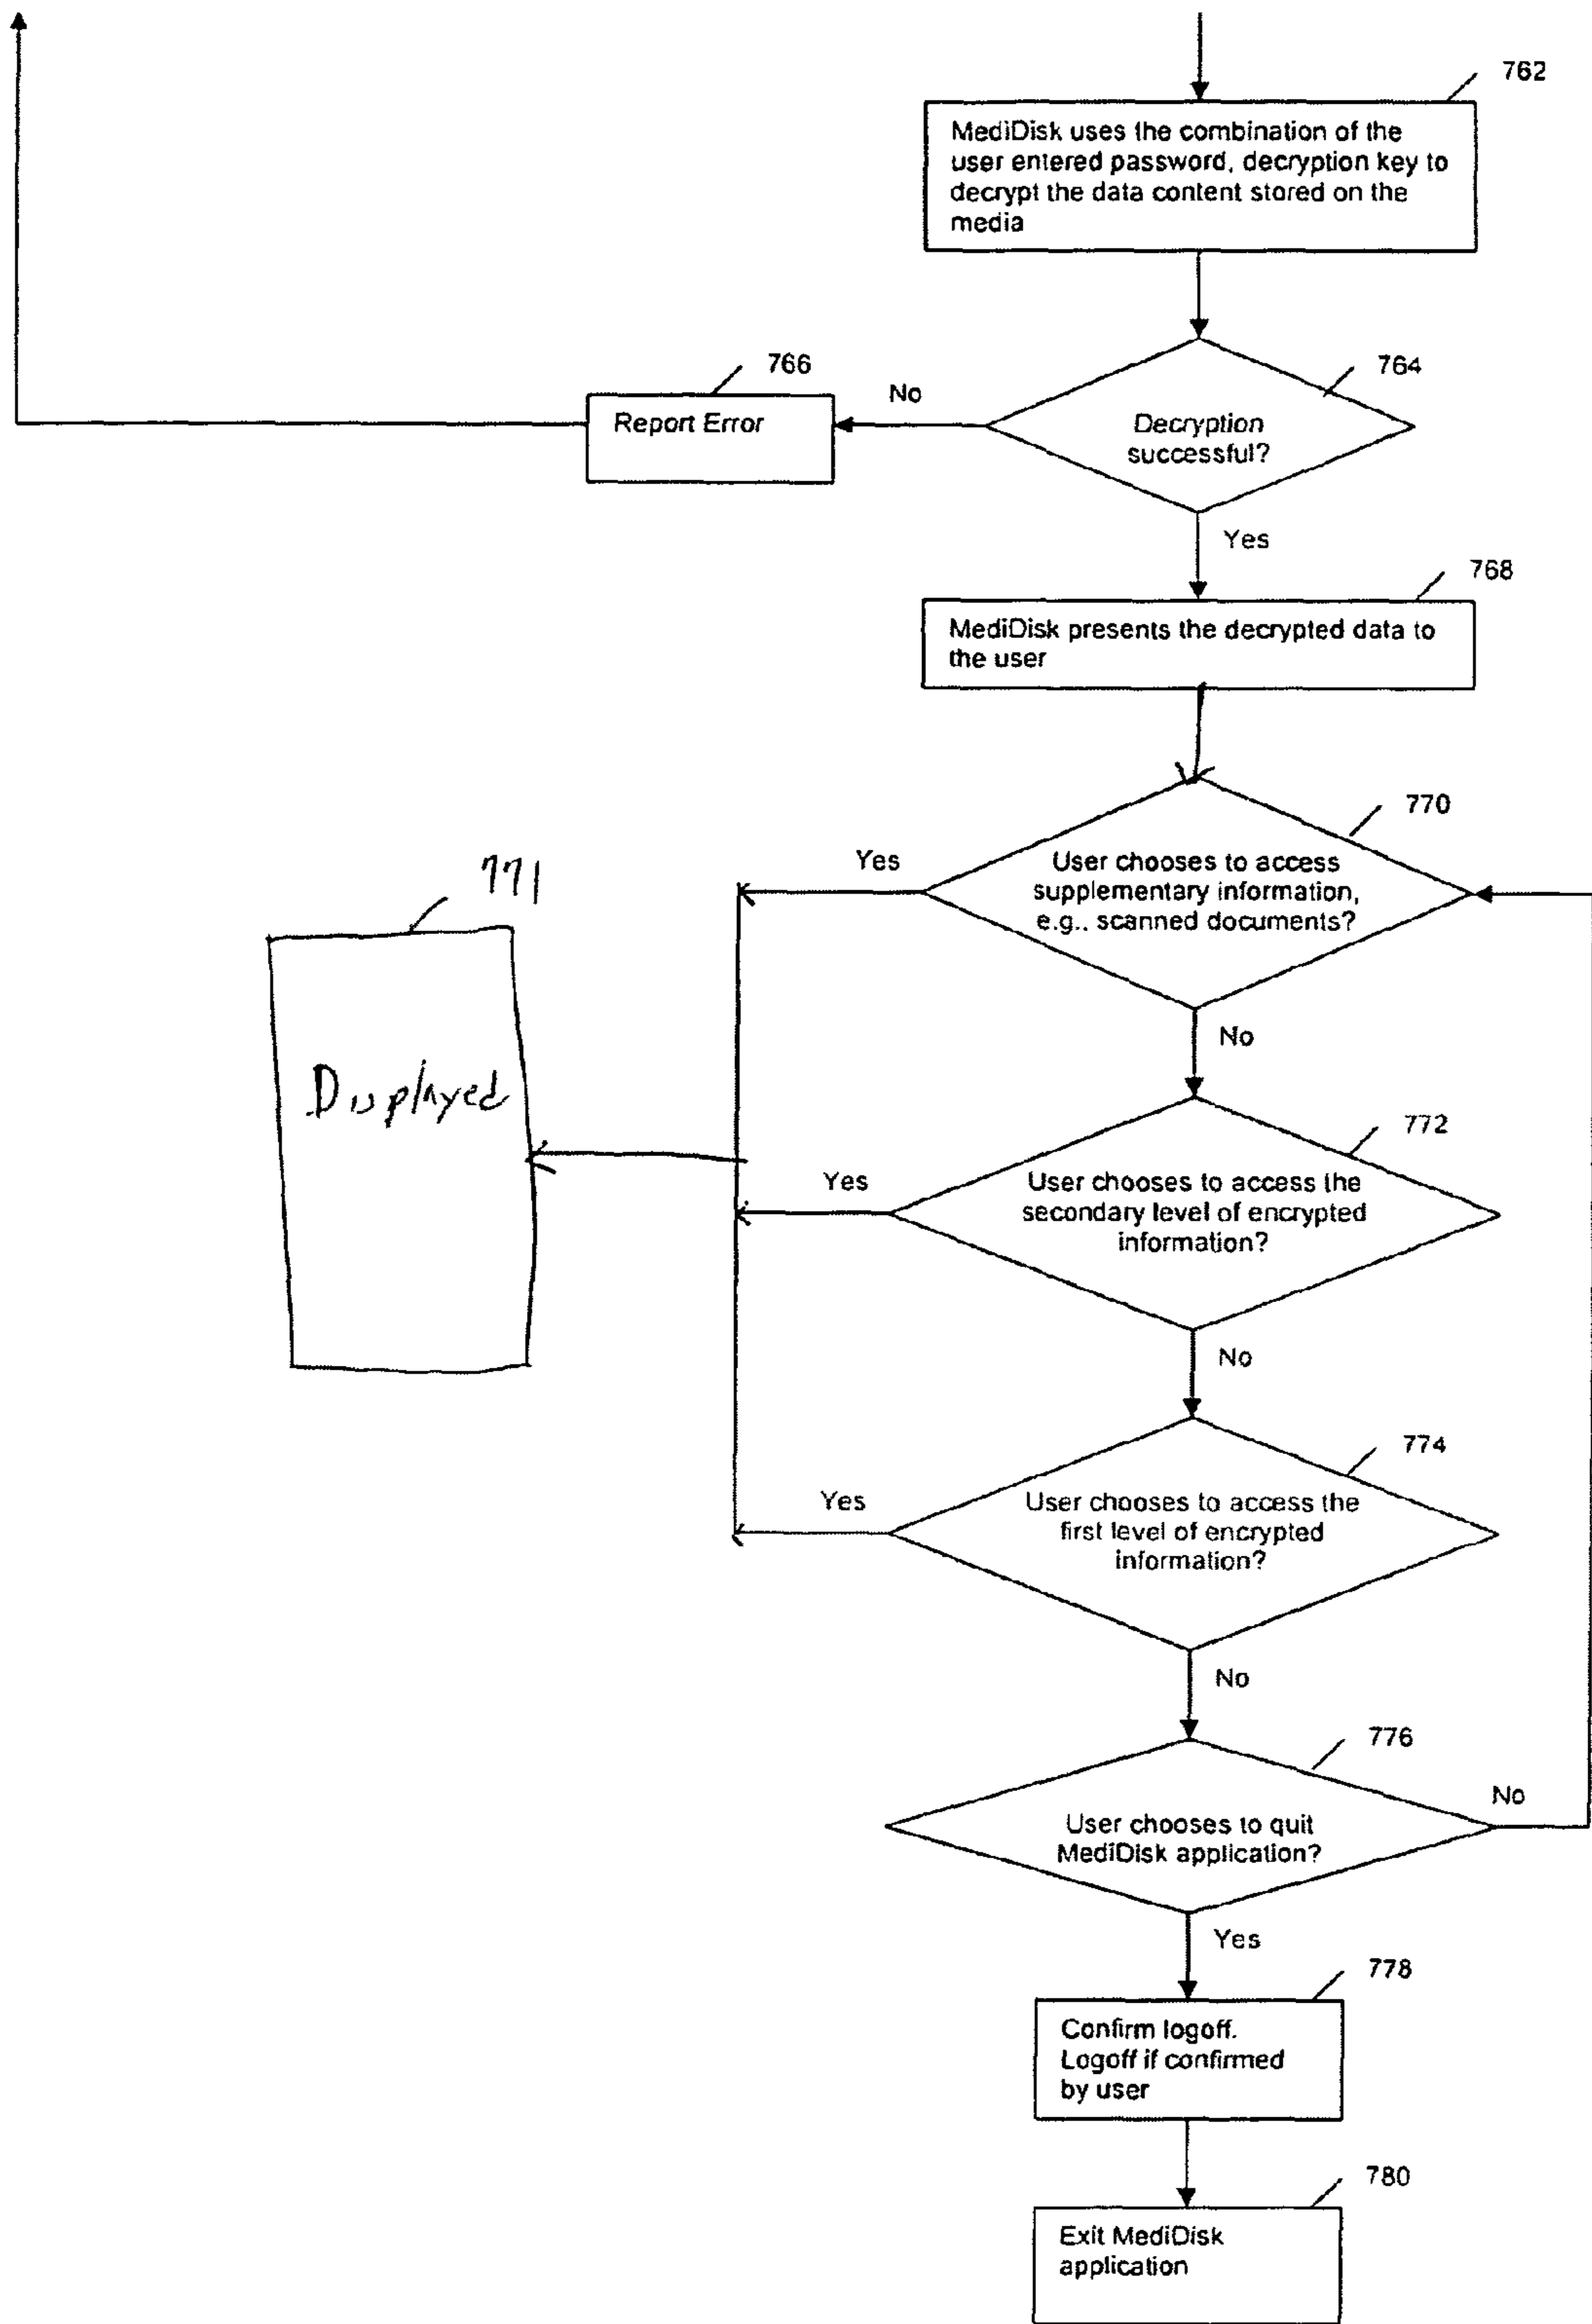 762
MediDisk uses the combination of the
user entered password, decryption key to
decrypt the data content stored on the
media
766
764
No
Report Error
Decryption
successful?
Yes
768
MediDisk presents the decrypted data to
the user
770
Yes
User chooses to access
supplementary information,
e.g., scanned documents?
771
Displayed
No
772
Yes
User chooses to access the
secondary level of encrypted
information?
No
774
Yes
User chooses to access the
first level of encrypted
information?
No
776
No
User chooses to quit
MediDisk application?
Yes
778
Confirm logoff.
Logoff if confirmed
by user
780
Exit MediDisk
application